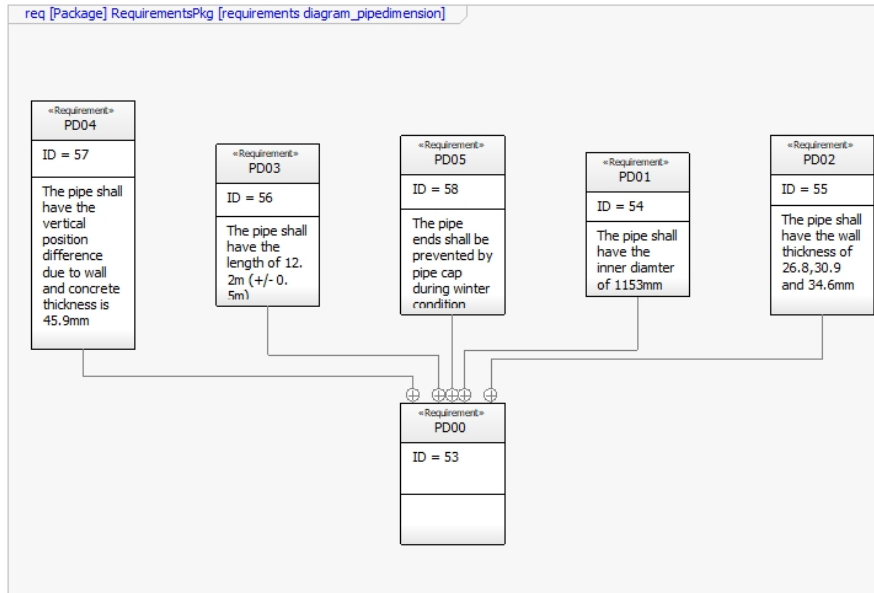 req [Package] RequirementsPkg [requirements diagram_pipedimension]
«Requirement»
PD04
ID = 57
The pipe shall
have the
vertical
position
difference
due to wall
and concrete
thickness is
45.9mm
«Requirement»
PD03
ID = 56
The pipe shall
have the
length of 12.
2m (+/- 0.
5m)
«Requirement»
PD05
ID = 58
The pipe
ends shall be
prevented by
pipe cap
during winter
condition
«Requirement»
PD01
ID = 54
The pipe shall
have the
inner diamter
of 1153mm
«Requirement»
PD02
ID = 55
The pipe shall
have the wall
thickness of
26.8,30.9
and 34.6mm
«Requirement»
PD00
ID = 53